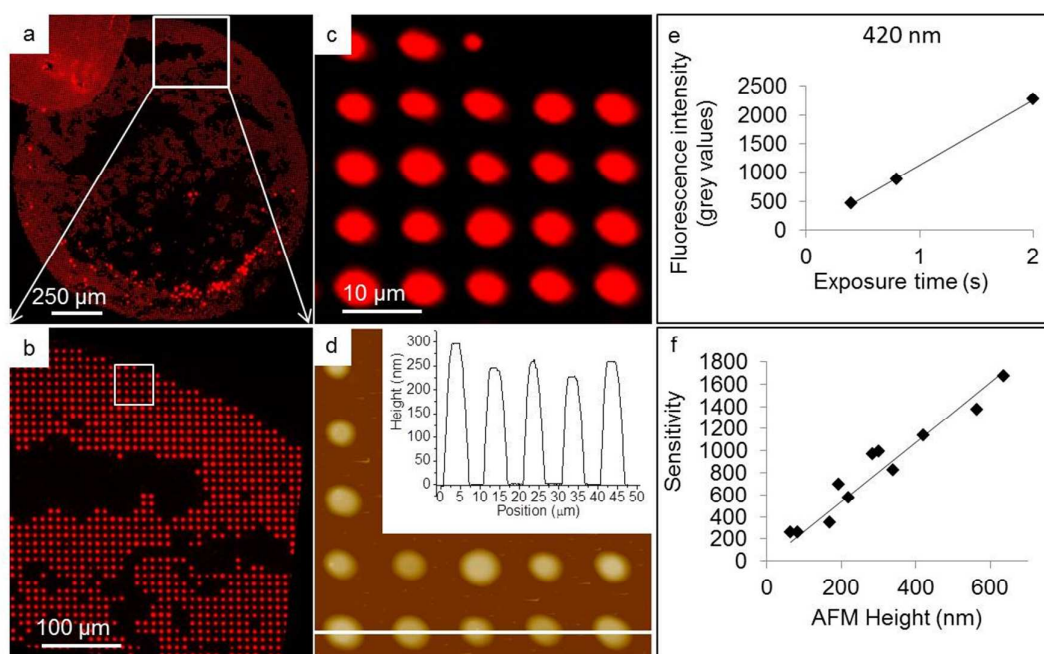 a
250 µm
b
100 µm
c
10 µm
d
Height (nm)
300
250
200
150
100
50
0
0 5 10 15 20 25 30 35 40 45 50
Position (µm)
e
420 nm
Fluorescence intensity
(grey values)
2500
2000
1500
1000
500
0
0 1 2
Exposure time (s)
f
Sensitivity
1800
1600
1400
1200
1000
800
600
400
200
0
0 200 400 600
AFM Height (nm)